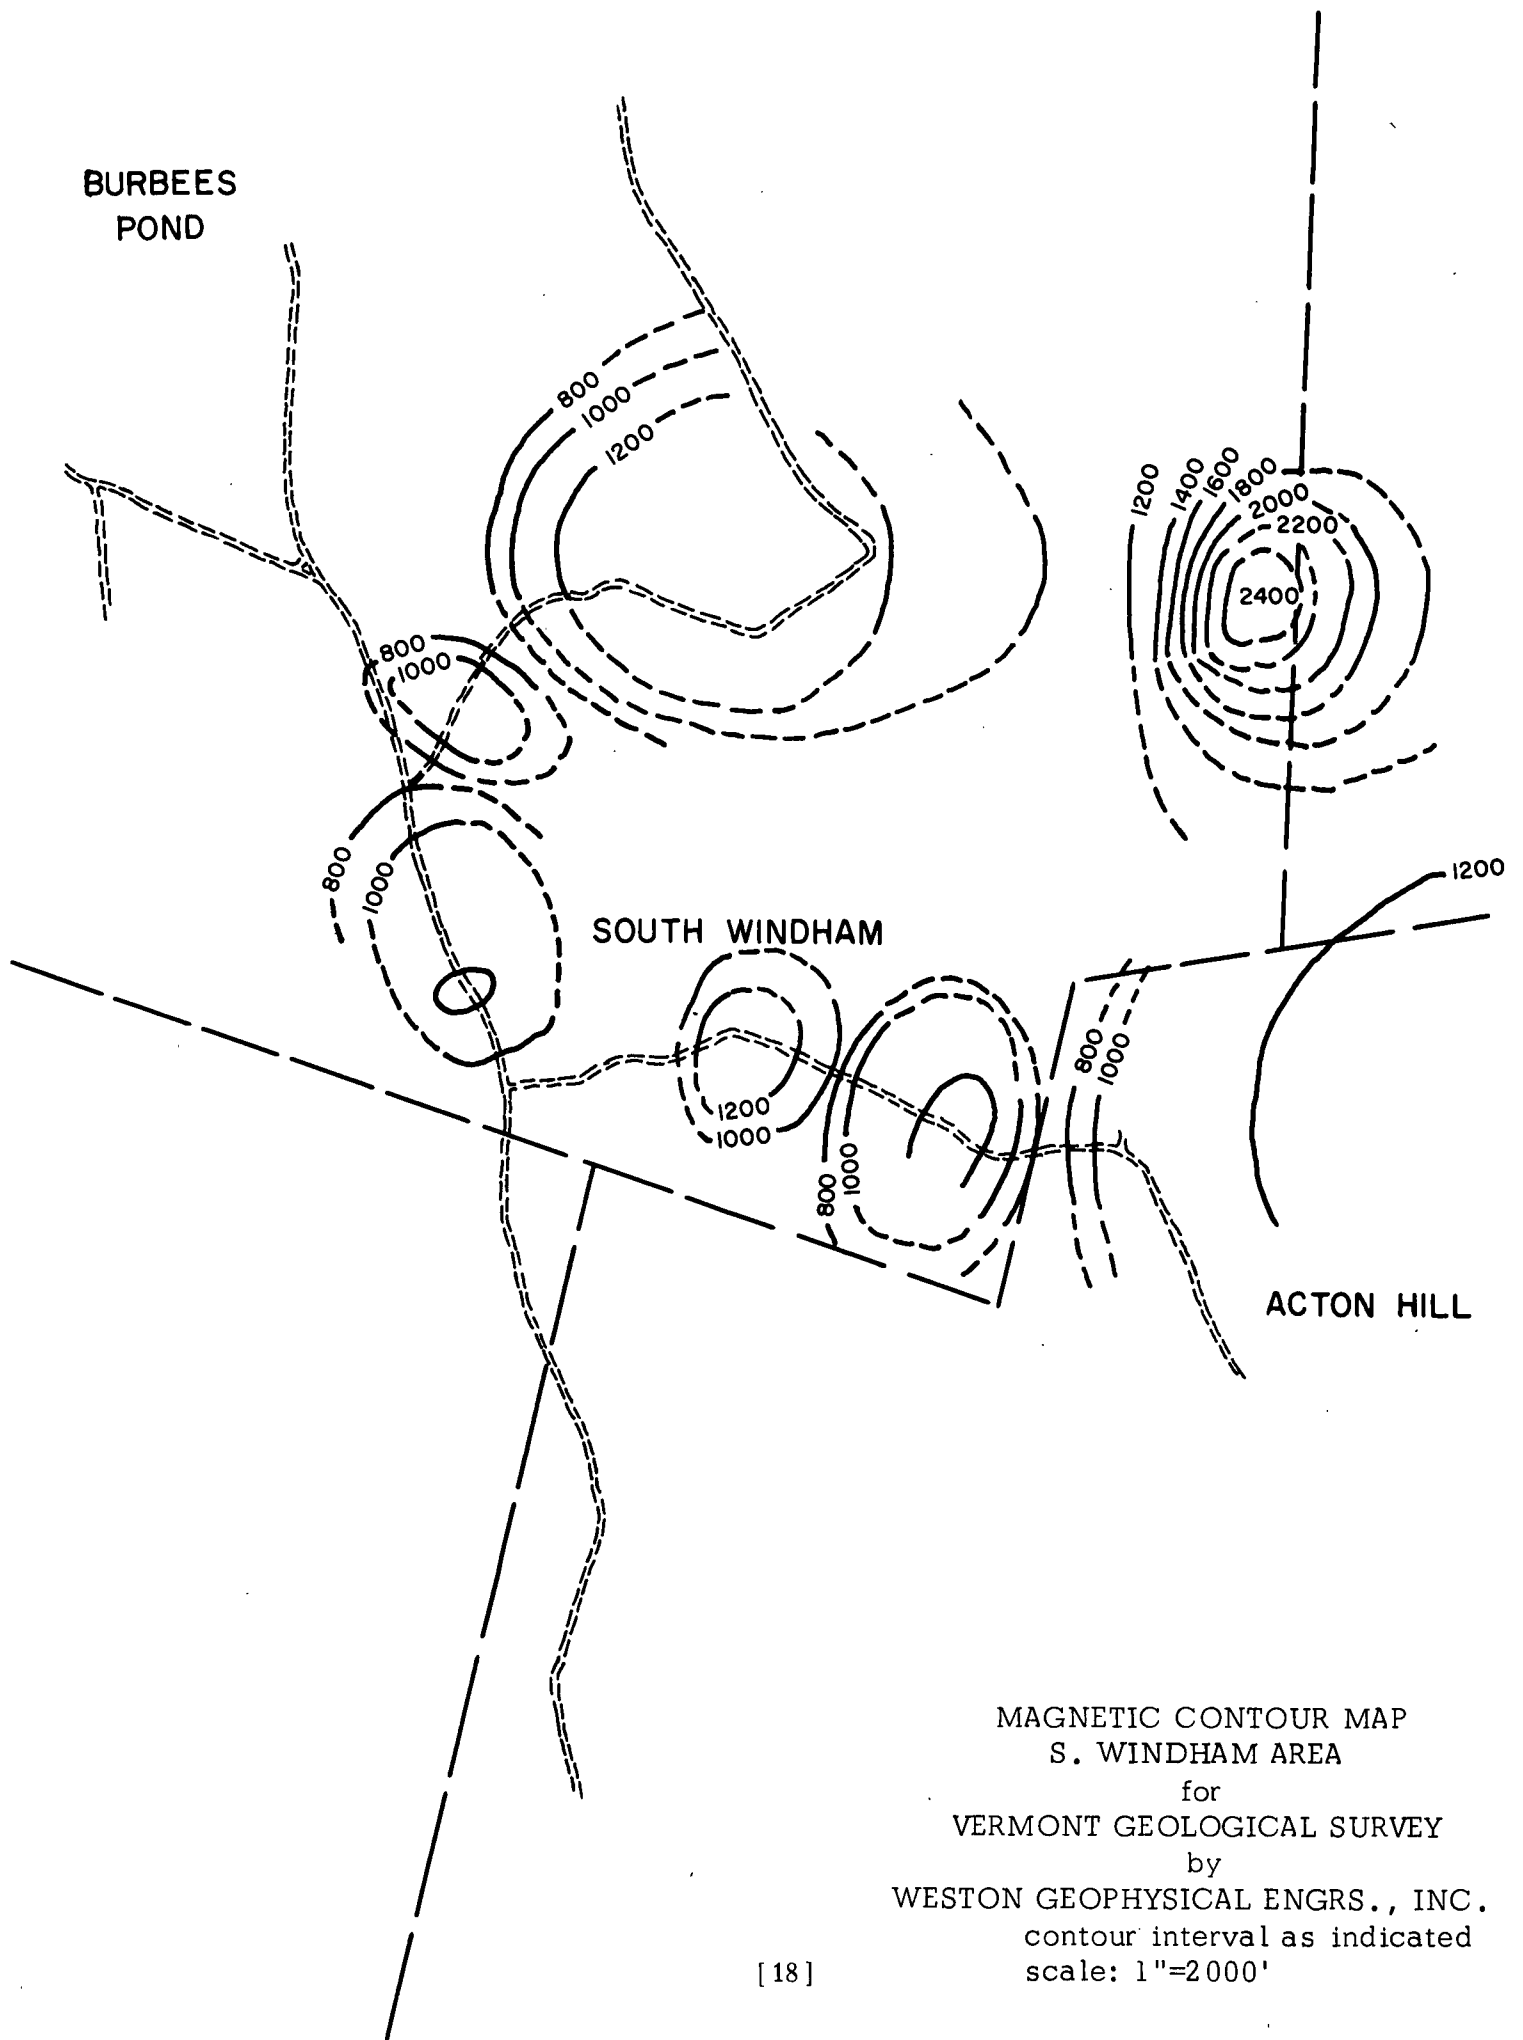 BURBEES
POND
800
1000
1200
1200
1400
1600
1800
2000
2200
2400
800
1000
800
1000
1200
SOUTH WINDHAM
800
1000
1200
1000
800
1000
ACTON HILL
MAGNETIC CONTOUR MAP
S. WINDHAM AREA
for
VERMONT GEOLOGICAL SURVEY
by
WESTON GEOPHYSICAL ENGRS., INC.
contour interval as indicated
scale: 1"=2000'
[18]